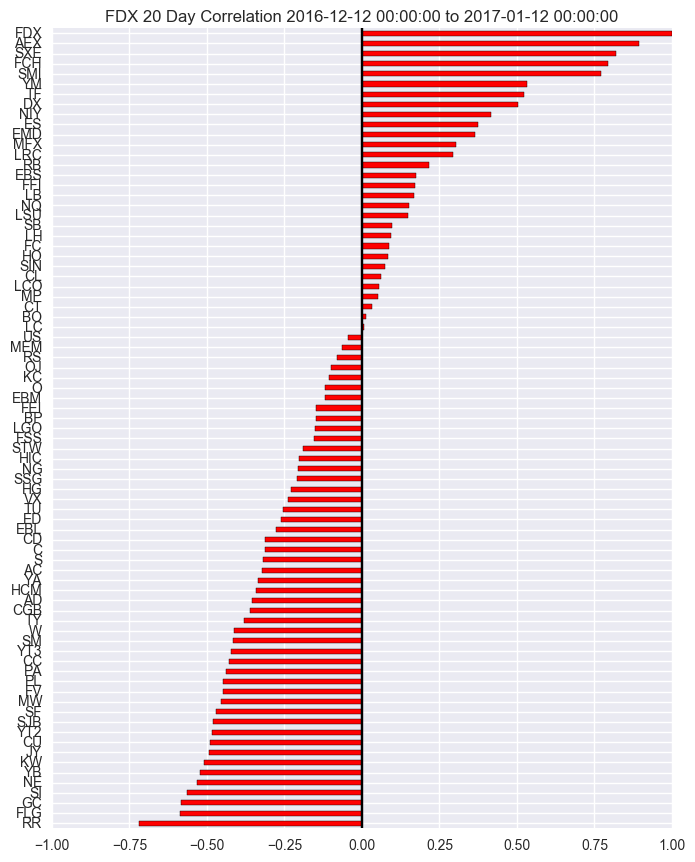 FDX 20 Day Correlation 2016-12-12 00:00:00 to 2017-01-12 00:00:00
FDX
AEX
SXE
FCH
SMI
YM
TF
DX
NIY
ES
EMD
MFX
LRC
RB
EBS
LB
NQ
LSU
SB
LH
FC
HO
SIN
CL
LCO
MP
CT
BO
LC
US
MEM
RS
OJ
KC
O
EBM
FEI
BP
LGO
ESS
STW
HIC
NG
SSG
HG
VX
TU
ED
EBL
CD
C
S
AC
YA
HCM
AD
CGB
TY
W
SM
YT3
CC
PA
PL
FV
MW
SF
SJB
YT2
CU
JY
KW
YB
NE
SI
GC
FLG
RR
−1.00 −0.75 −0.50 −0.25 0.00 0.25 0.50 0.75 1.00